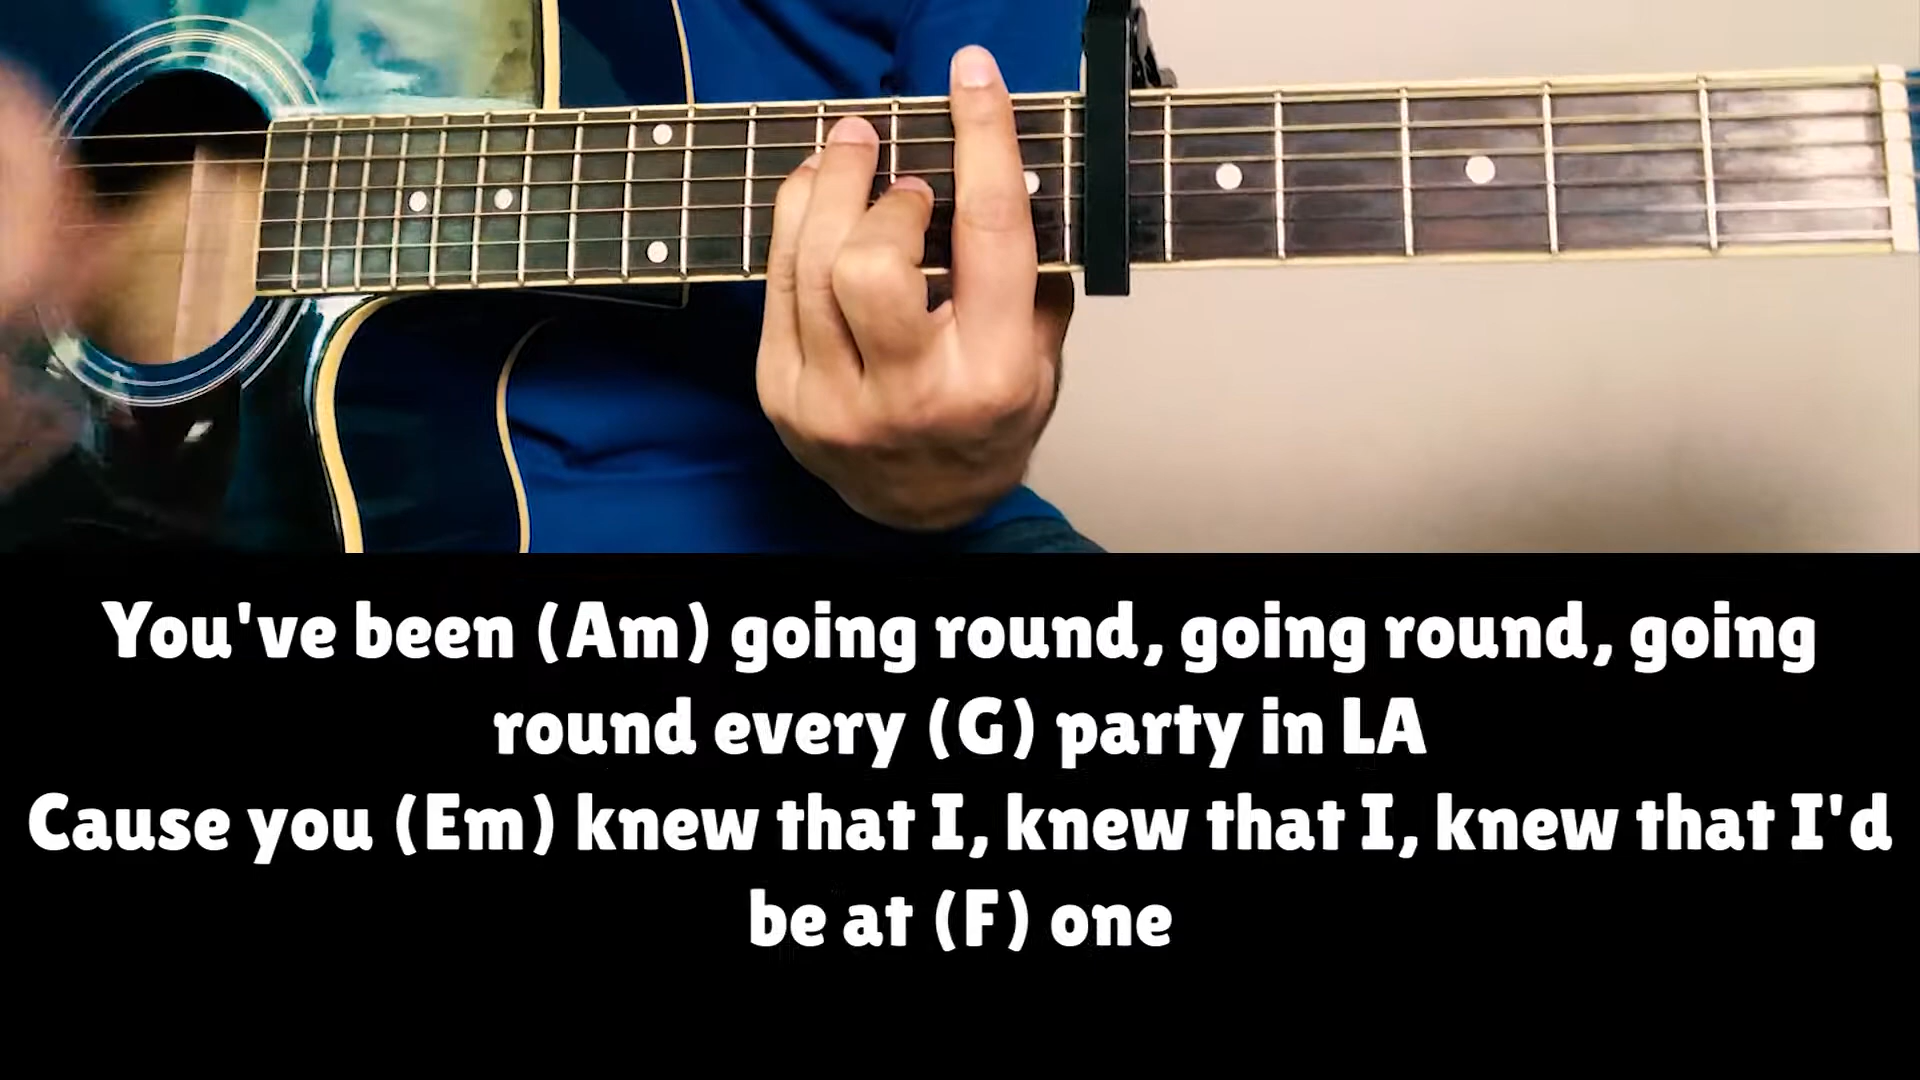 You've been (Am) going round, going round, going
round every (G) party in LA
Cause you (Em) knew that I, knew that I, knew that I'd
be at (F) one